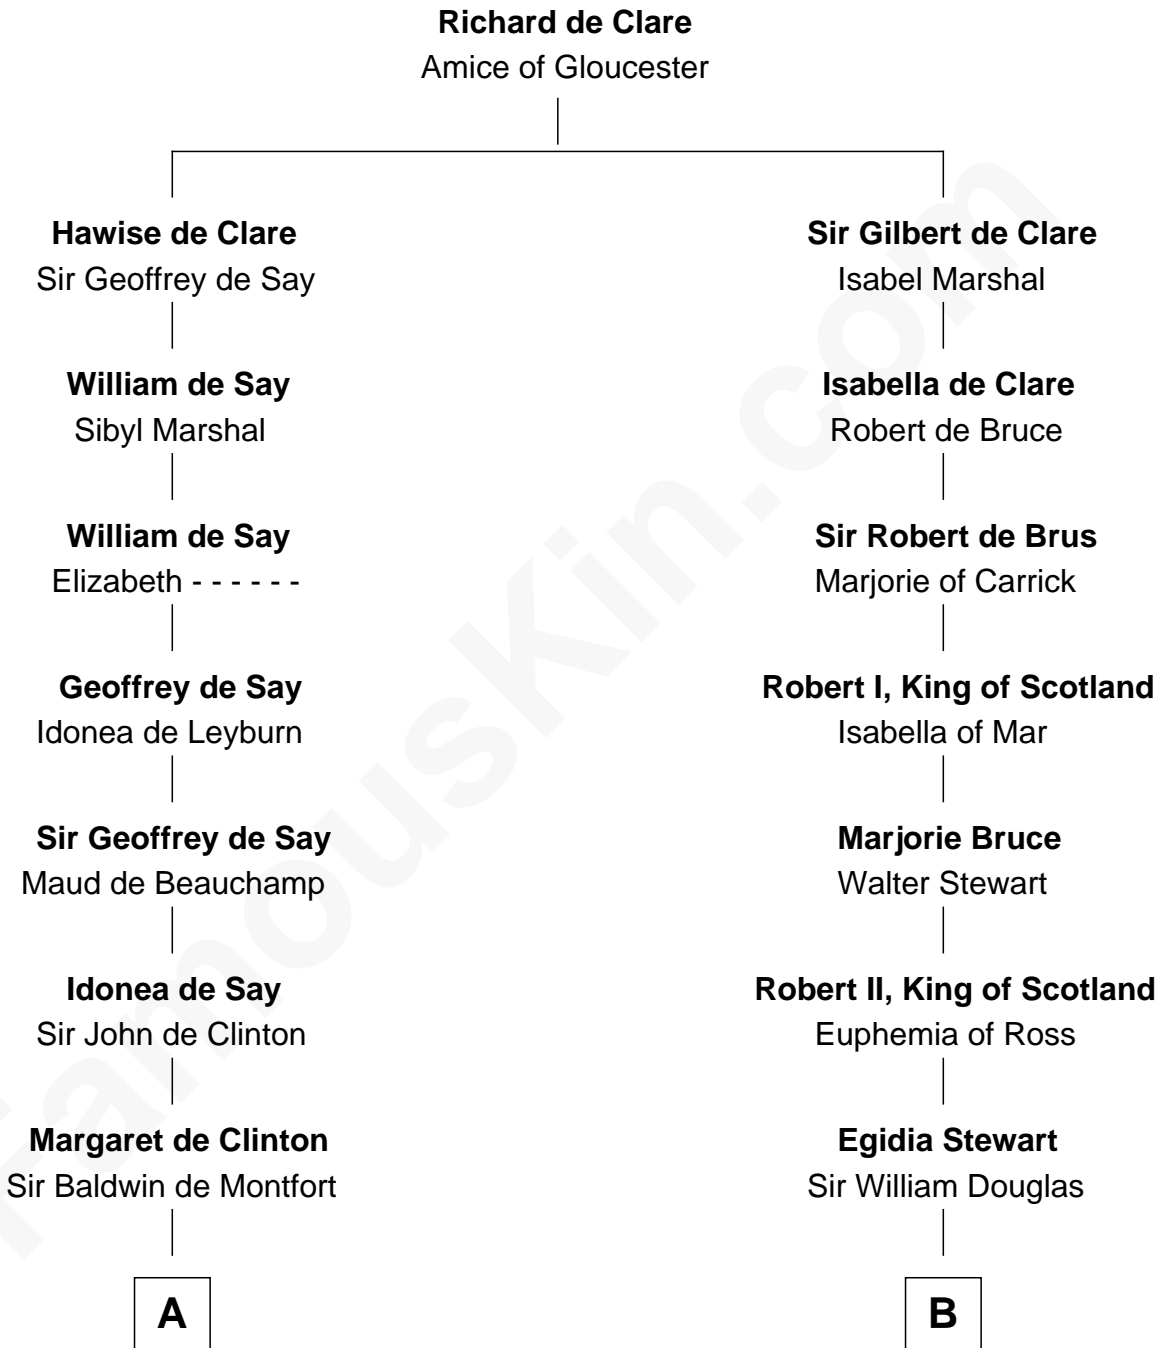 Richard de Clare
Amice of Gloucester
Hawise de Clare
Sir Geoffrey de Say
Sir Gilbert de Clare
Isabel Marshal
William de Say
Sibyl Marshal
Isabella de Clare
Robert de Bruce
William de Say
Elizabeth - - - - - -
Sir Robert de Brus
Marjorie of Carrick
Geoffrey de Say
Idonea de Leyburn
Robert I, King of Scotland
Isabella of Mar
Sir Geoffrey de Say
Maud de Beauchamp
Marjorie Bruce
Walter Stewart
Idonea de Say
Sir John de Clinton
Robert II, King of Scotland
Euphemia of Ross
Margaret de Clinton
Sir Baldwin de Montfort
Egidia Stewart
Sir William Douglas
A
B
FamousKin.com